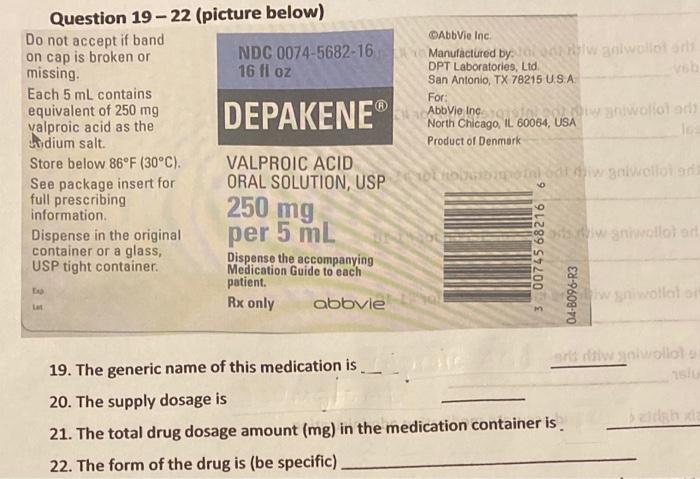 Question 19 – 22 (picture below)
Do not accept if band
on cap is broken or
missing.
Each 5 mL contains
equivalent of 250 mg
valproic acid as the
sodium salt.
Store below 86°F (30°C).
See package insert for
full prescribing
information.
Dispense in the original
container or a glass,
USP tight container.
Exp.
Lot
NDC 0074-5682-16
16 fl oz
DEPAKENE®
VALPROIC ACID
ORAL SOLUTION, USP
250 mg
per 5 mL
Dispense the accompanying
Medication Guide to each
patient.
Rx only abbvie
©AbbVie Inc.
Manufactured by:
DPT Laboratories, Ltd.
San Antonio, TX 78215 U.S.A.
For:
AbbVie Inc.
North Chicago, IL 60064, USA
Product of Denmark
3 00745 68216 6
04-8096-R3
19. The generic name of this medication is
20. The supply dosage is
21. The total drug dosage amount (mg) in the medication container is
22. The form of the drug is (be specific)